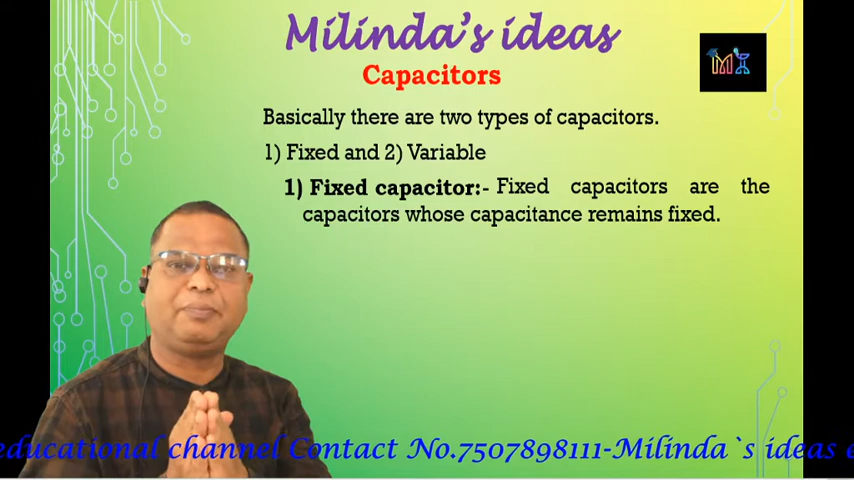 Milinda's ideas
MI
Capacitors
Basically there are two types of capacitors.
1) Fixed and 2) Variable
1) Fixed capacitor:- Fixed capacitors are the
capacitors whose capacitance remains fixed.
educational channel Contact No.7507898111-Milinda`s ideas e